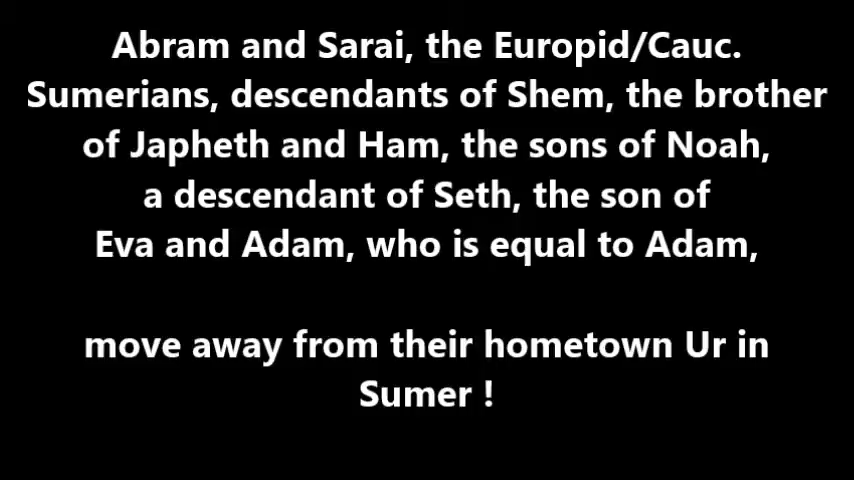 Abram and Sarai, the Europid/Cauc.
Sumerians, descendants of Shem, the brother
of Japheth and Ham, the sons of Noah,
a descendant of Seth, the son of
Eva and Adam, who is equal to Adam,
move away from their hometown Ur in
Sumer !